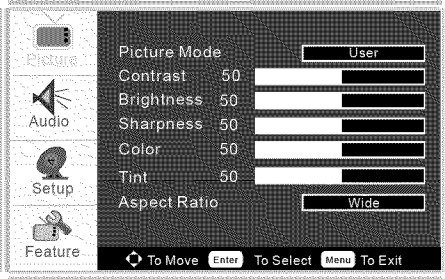 Picture
Audio
Setup
Feature
Picture Mode User
Contrast 50
Brightness 50
Sharpness 50
Color 50
Tint 50
Aspect Ratio Wide
To Move Enter To Select Menu To Exit